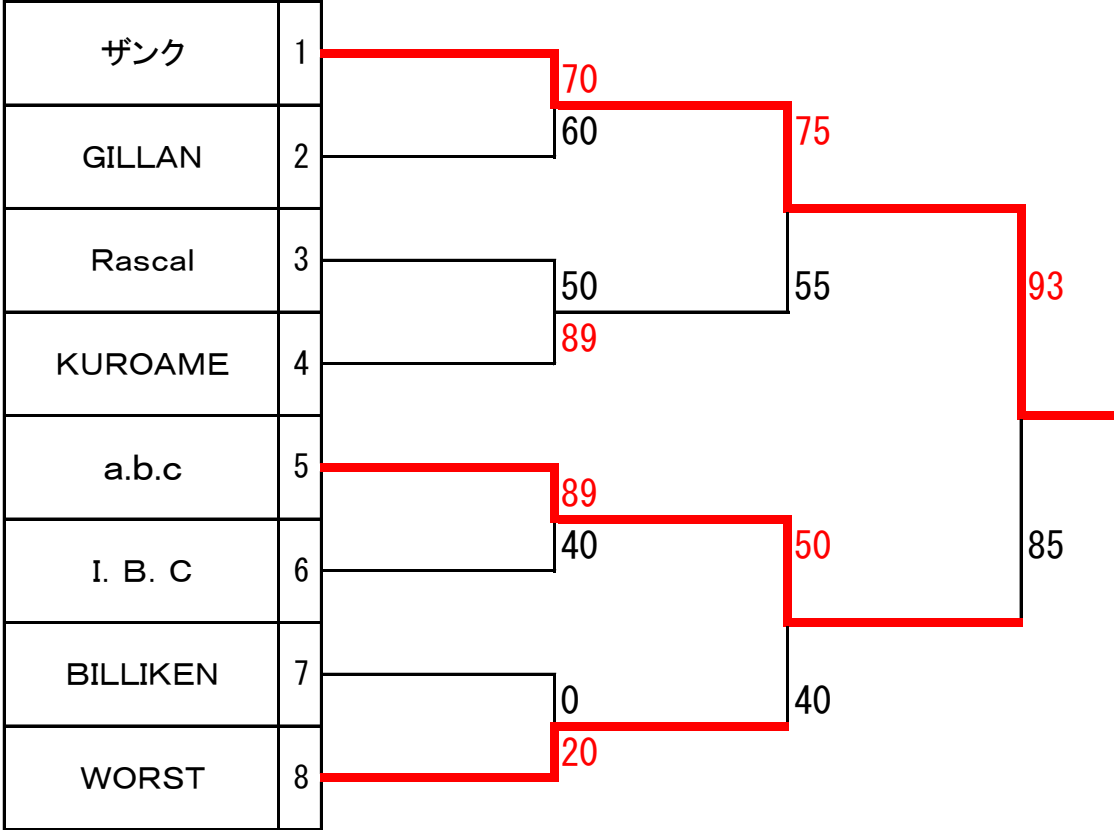 ザンク 1
70
75
60
GILLAN 2
Rascal 3
50
55
93
89
KUROAME 4
a.b.c 5
89
40
50
85
I. B. C 6
BILLIKEN 7
0
40
20
WORST 8